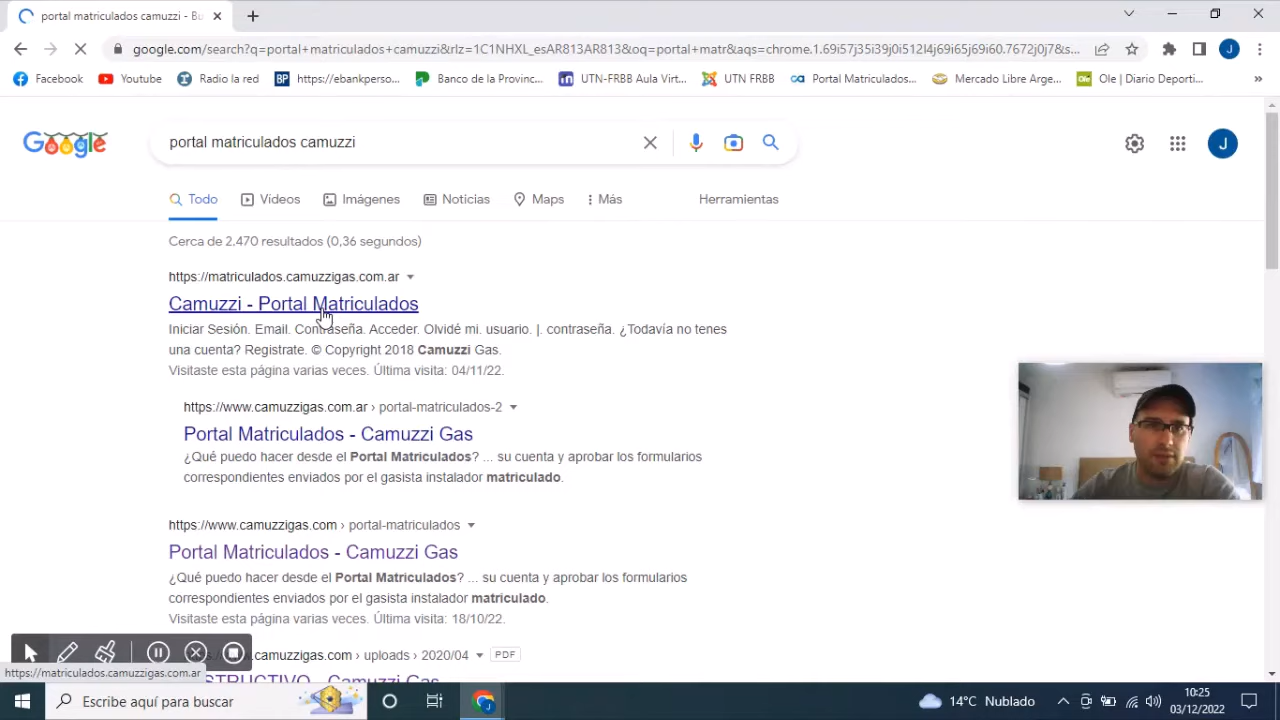 portal matriculados camuzzi - Bu
google.com/search?q=portal+matriculados+camuzzi&rlz=1C1NHXL_esAR813AR813&oq=portal+matr&aqs=chrome.1.69i57j35i39j0i512l4j69i65j69i60.7672j0j7&s...
J
Facebook
Youtube
Radio la red
BP
https://ebankperso...
Banco de la Provinc...
UTN-FRBB Aula Virt...
UTN FRBB
Portal Matriculados...
Mercado Libre Arge...
Ole
Ole | Diario Deporti...
»
Google
portal matriculados camuzzi
J
Todo
Vídeos
Imágenes
Noticias
Maps
Más
Herramientas
Cerca de 2.470 resultados (0,36 segundos)
https://matriculados.camuzzigas.com.ar
Camuzzi - Portal Matriculados
Iniciar Sesión. Email. Contraseña. Acceder. Olvidé mi. usuario. |. contraseña. ¿Todavía no tenes
una cuenta? Registrate. © Copyright 2018 Camuzzi Gas.
Visitaste esta página varias veces. Última visita: 04/11/22.
https://www.camuzzigas.com.ar › portal-matriculados-2
Portal Matriculados - Camuzzi Gas
¿Qué puedo hacer desde el Portal Matriculados? ... su cuenta y aprobar los formularios
correspondientes enviados por el gasista instalador matriculado.
https://www.camuzzigas.com › portal-matriculados
Portal Matriculados - Camuzzi Gas
¿Qué puedo hacer desde el Portal Matriculados? ... su cuenta y aprobar los formularios
correspondientes enviados por el gasista instalador matriculado.
Visitaste esta página varias veces. Última visita: 18/10/22.
.camuzzigas.com › uploads › 2020/04
PDF
STRUCTIVO - Camuzzi Gas
https://matriculados.camuzzigas.com.ar
Escribe aquí para buscar
14°C Nublado
10:25
03/12/2022